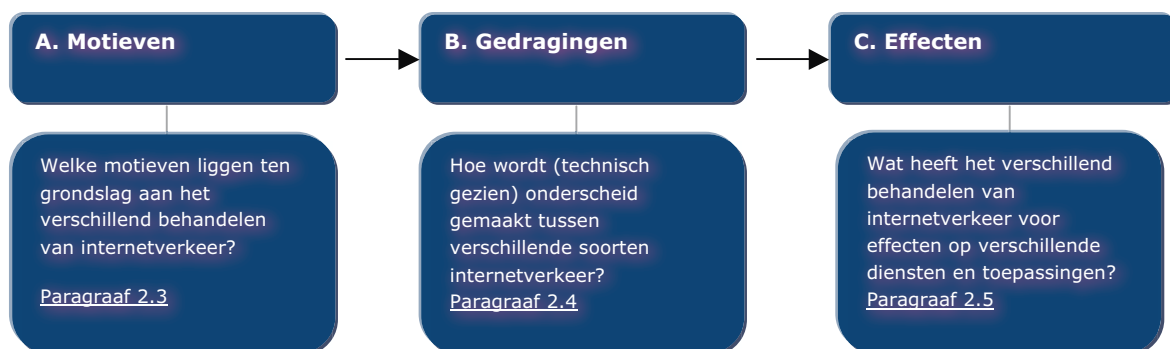 A. Motieven
B. Gedragingen
C. Effecten
Welke motieven liggen ten
grondslag aan het
verschillend behandelen
van internetverkeer?
Paragraaf 2.3
Hoe wordt (technisch
gezien) onderscheid
gemaakt tussen
verschillende soorten
internetverkeer?
Paragraaf 2.4
Wat heeft het verschillend
behandelen van
internetverkeer voor
effecten op verschillende
diensten en toepassingen?
Paragraaf 2.5